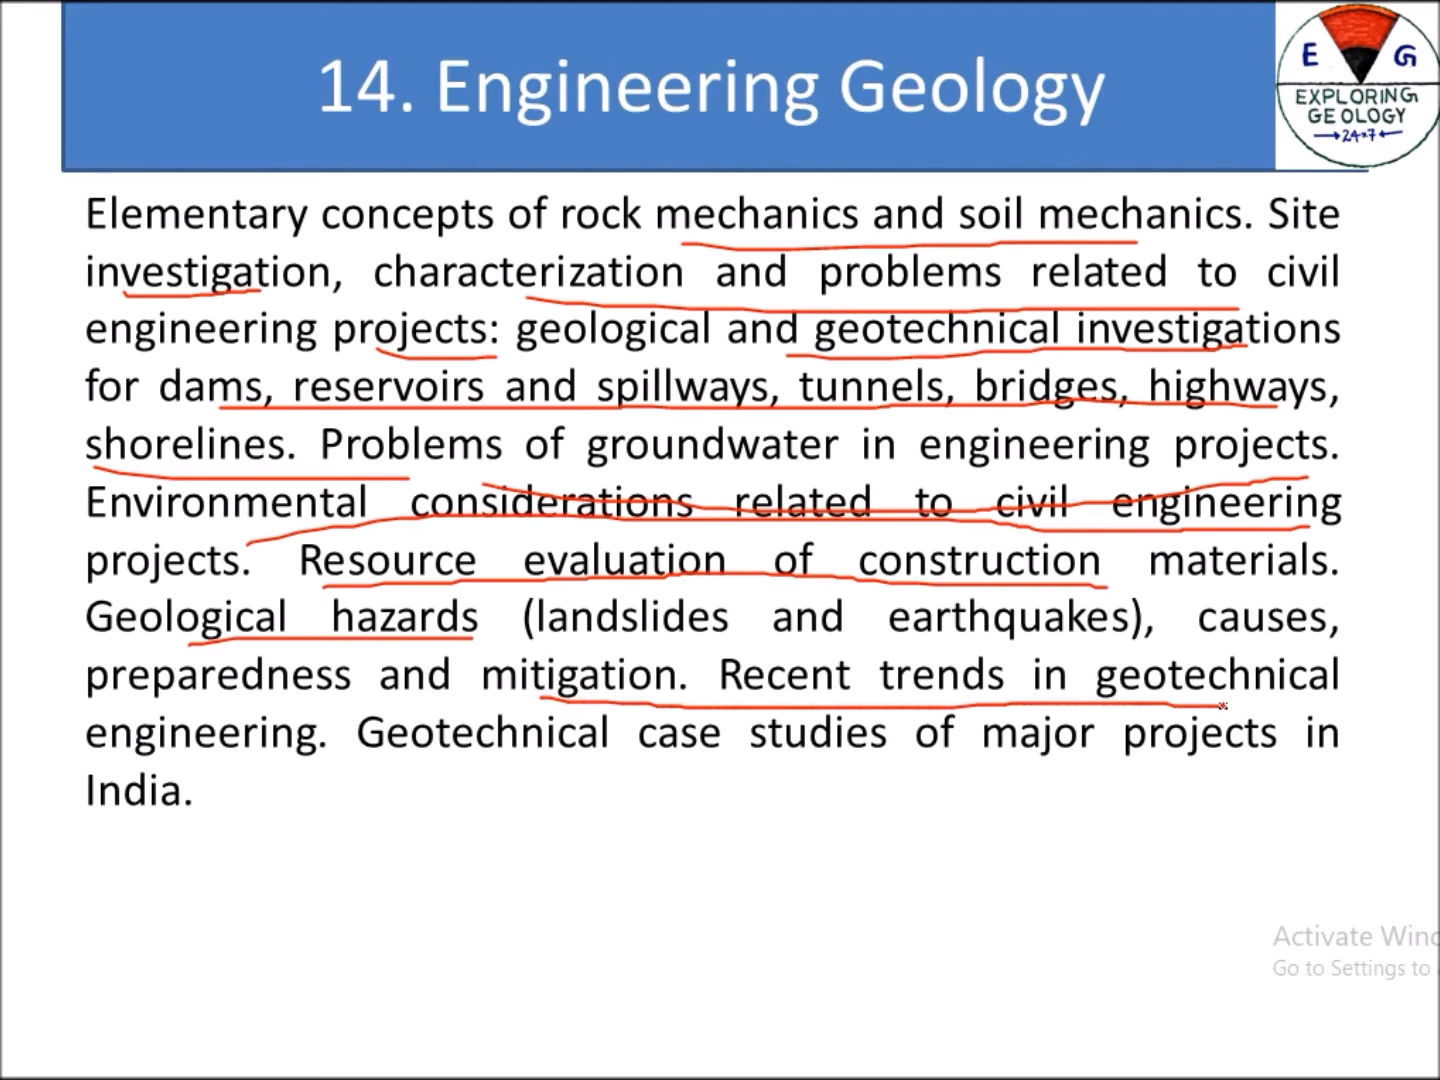 14. Engineering Geology
E G
EXPLORING
GEOLOGY
24x7
Elementary concepts of rock mechanics and soil mechanics. Site
investigation, characterization and problems related to civil
engineering projects: geological and geotechnical investigations
for dams, reservoirs and spillways, tunnels, bridges, highways,
shorelines. Problems of groundwater in engineering projects.
Environmental considerations related to civil engineering
projects. Resource evaluation of construction materials.
Geological hazards (landslides and earthquakes), causes,
preparedness and mitigation. Recent trends in geotechnical
engineering. Geotechnical case studies of major projects in
India.
Activate Wind
Go to Settings to